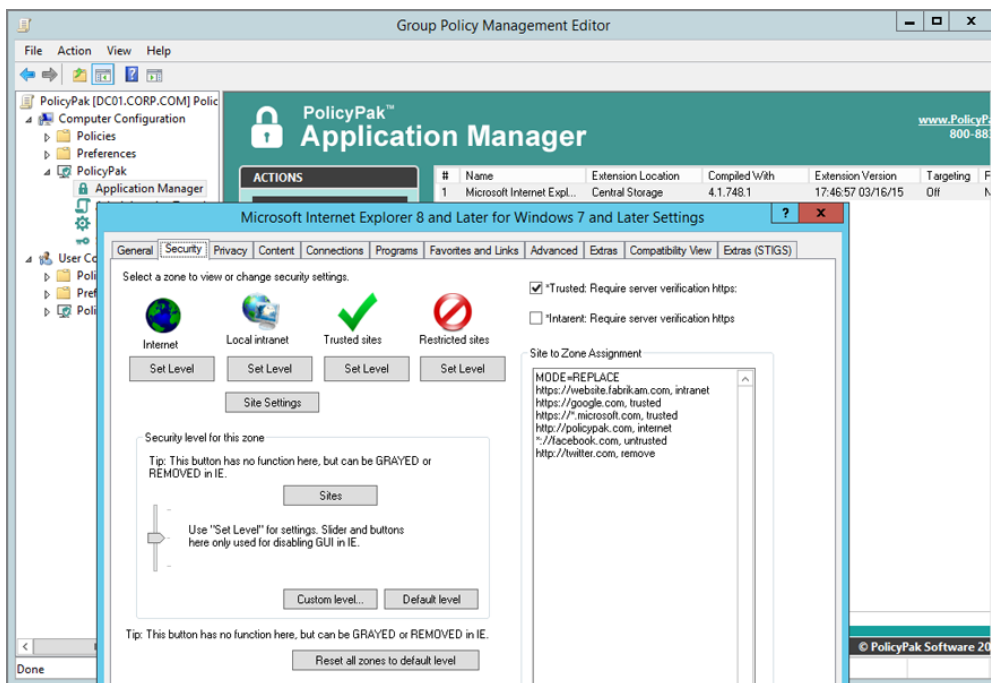 Group Policy Management Editor
File Action View Help
PolicyPak [DC01.CORP.COM] Polic
Computer Configuration
Policies
Preferences
PolicyPak
Application Manager
User Co
Poli
Pref
Poli
PolicyPak™
Application Manager
www.PolicyPa
800-883
ACTIONS
# Name Extension Location Compiled With Extension Version Targeting F
1 Microsoft Internet Expl... Central Storage 4.1.748.1 17:46:57 03/16/15 Off N
Microsoft Internet Explorer 8 and Later for Windows 7 and Later Settings
? x
General Security Privacy Content Connections Programs Favorites and Links Advanced Extras Compatibility View Extras (STIGS)
Select a zone to view or change security settings.
Internet Local intranet Trusted sites Restricted sites
Set Level Set Level Set Level Set Level
Site Settings
Security level for this zone
Tip: This button has no function here, but can be GRAYED or
REMOVED in IE.
Sites
Use "Set Level" for settings. Slider and buttons
here only used for disabling GUI in IE.
Custom level... Default level
Tip: This button has no function here, but can be GRAYED or REMOVED in IE.
Reset all zones to default level
*Trusted: Require server verification https:
*Intarent: Require server verification https
Site to Zone Assignment
MODE=REPLACE
https://website.fabrikam.com, intranet
https://google.com, trusted
https://*.microsoft.com, trusted
http://policypak.com, internet
*://facebook.com, untrusted
http://twitter.com, remove
© PolicyPak Software 20
Done